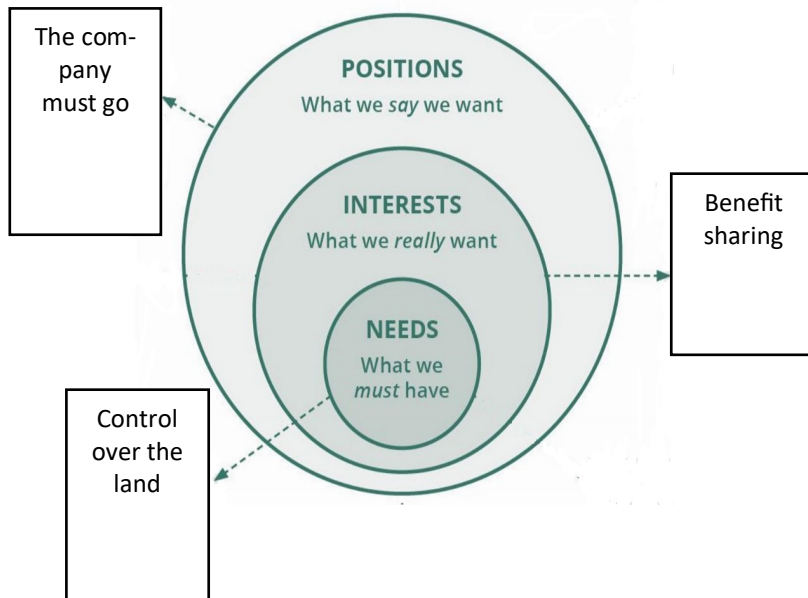 The com-
pany
must go
POSITIONS
What we say we want
INTERESTS
What we really want
Benefit
sharing
NEEDS
What we
must have
Control
over the
land